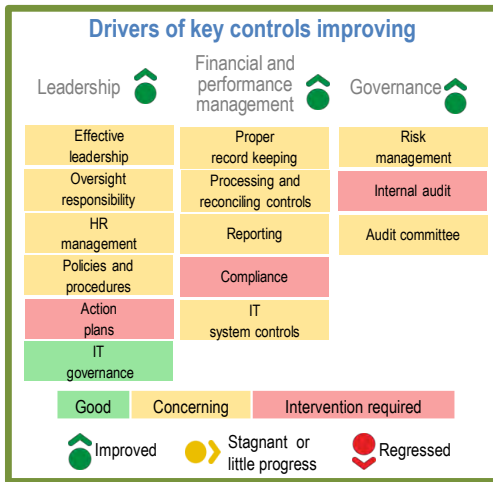 Drivers of key controls improving
Leadership
Financial and
performance
management
Governance
Effective
leadership
Oversight
responsibility
HR
management
Policies and
procedures
Action
plans
IT
governance
Proper
record keeping
Processing and
reconciling controls
Reporting
Compliance
IT
system controls
Risk
management
Internal audit
Audit committee
Good
Concerning
Intervention required
Improved
Stagnant or
little progress
Regressed